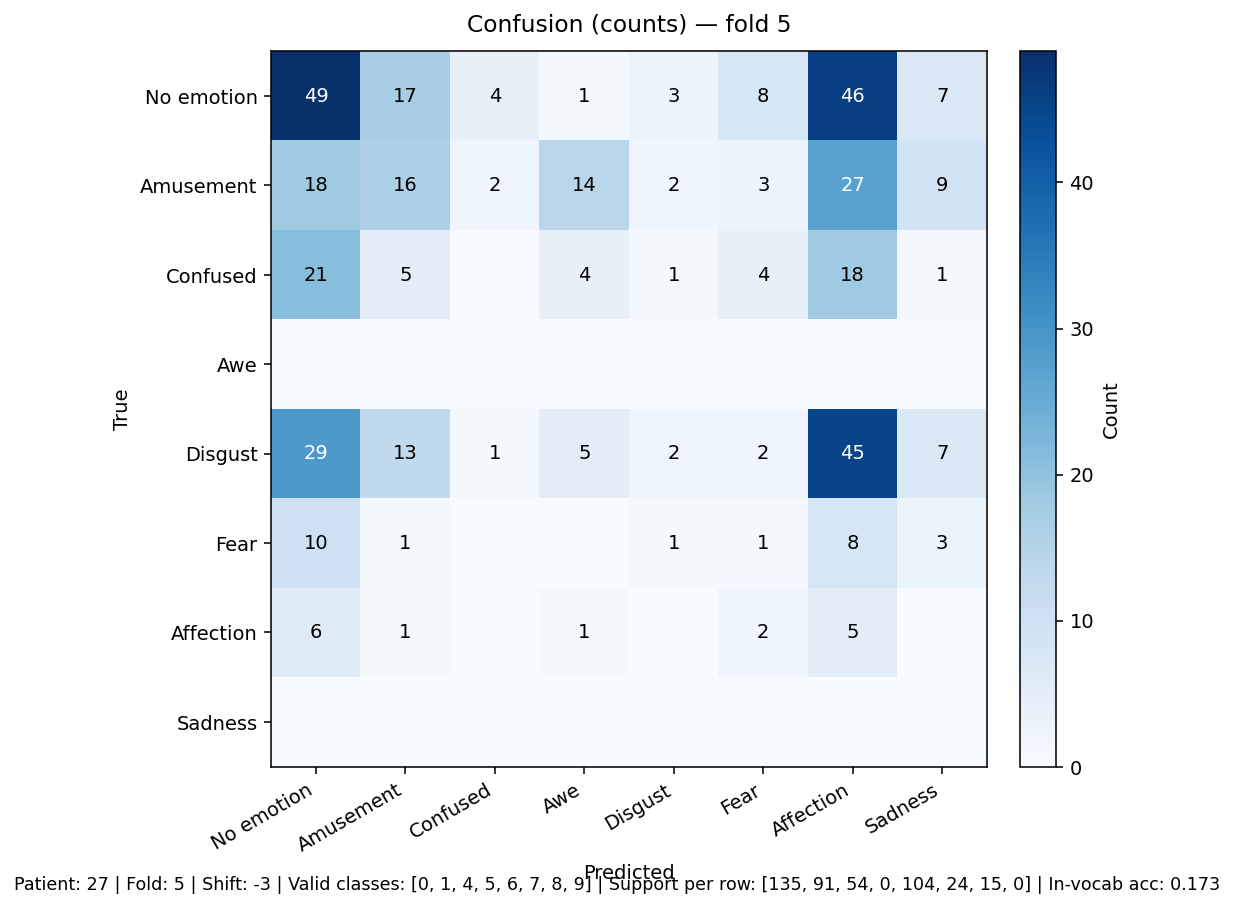 Confusion (counts) — fold 5
No emotion 49 17 4 1 3 8 46 7
Amusement 18 16 2 14 2 3 27 9
Confused 21 5 4 1 4 18 1
Awe
Disgust 29 13 1 5 2 2 45 7
Fear 10 1 1 1 8 3
Affection 6 1 1 2 5
Sadness
True
No emotion Amusement Confused Awe Disgust Fear Affection Sadness
Predicted
40
30
20
10
0
Count
Patient: 27 | Fold: 5 | Shift: -3 | Valid classes: [0, 1, 4, 5, 6, 7, 8, 9] | Support per row: [135, 91, 54, 0, 104, 24, 15, 0] | In-vocab acc: 0.173